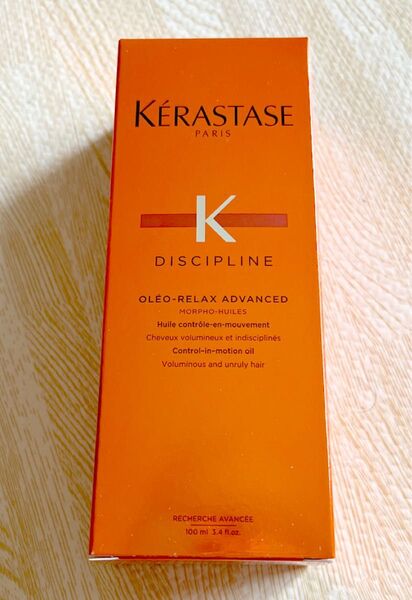 KÉRASTASE
PARIS
K
DISCIPLINE
OLÉO-RELAX ADVANCED
MORPHO-HUILES
Huile contrôle-en-mouvement
Cheveux volumineux et indisciplinés
Control-in-motion oil
Voluminous and unruly hair
RECHERCHE AVANCÉE
100 ml 3.4 fl.oz.